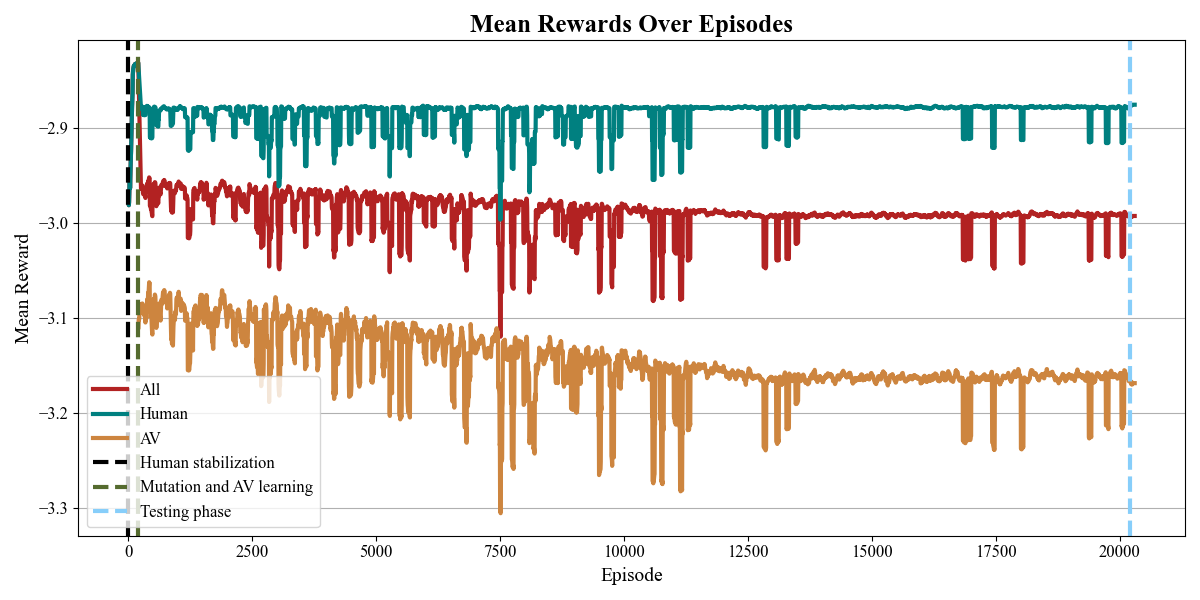 Mean Rewards Over Episodes
Mean Reward
−2.9
−3.0
−3.1
−3.2
−3.3
All
Human
AV
Human stabilization
Mutation and AV learning
Testing phase
0 2500 5000 7500 10000 12500 15000 17500 20000
Episode